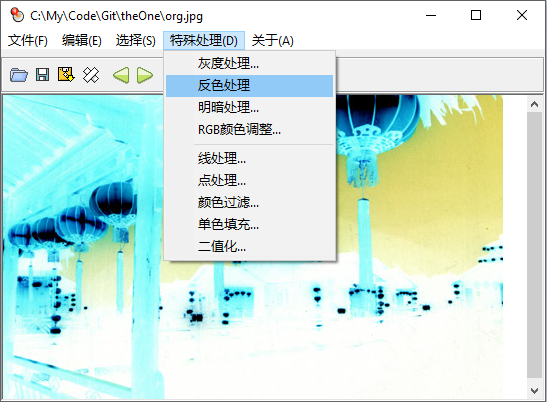 C:\My\Code\Git\theOne\org.jpg
文件(F) 编辑(E) 选择(S) 特殊处理(D) 关于(A)
灰度处理...
反色处理
明暗处理...
RGB颜色调整...
线处理...
点处理...
颜色过滤...
单色填充...
二值化...